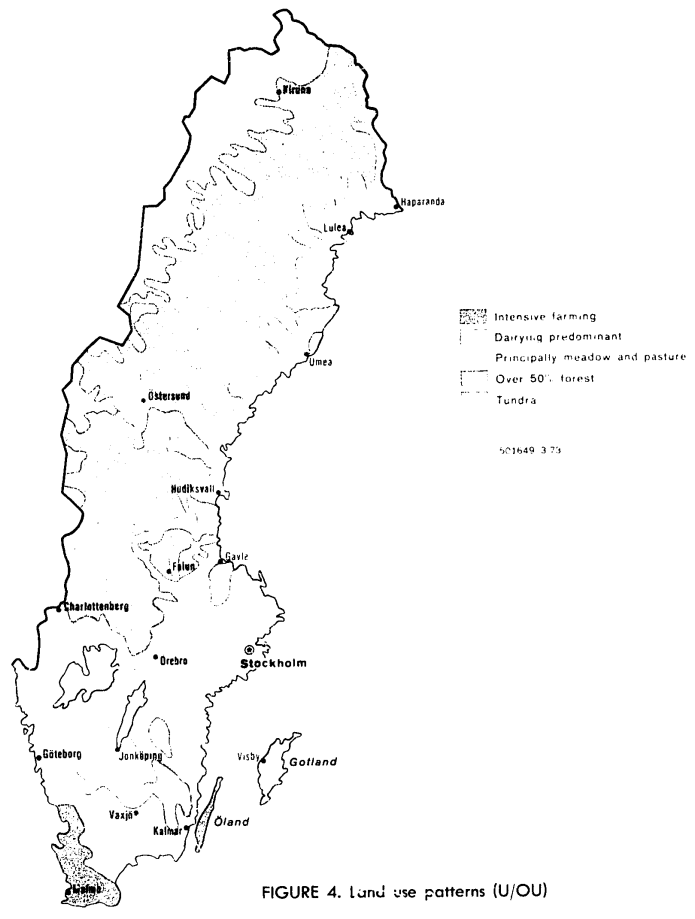 Kiruna
Haparanda
Lulea
Intensive farming
Dairying predominant
Principally meadow and pasture
Over 50% forest
Tundra
Umea
Östersund
501649 3 73
Hudiksvall
Gavle
Falun
Charlottenberg
Orebro
Stockholm
Göteborg
Jonköping
Visby
Gotland
Vaxjö
Kalmar
Öland
Malmö
FIGURE 4. Land use patterns (U/OU)